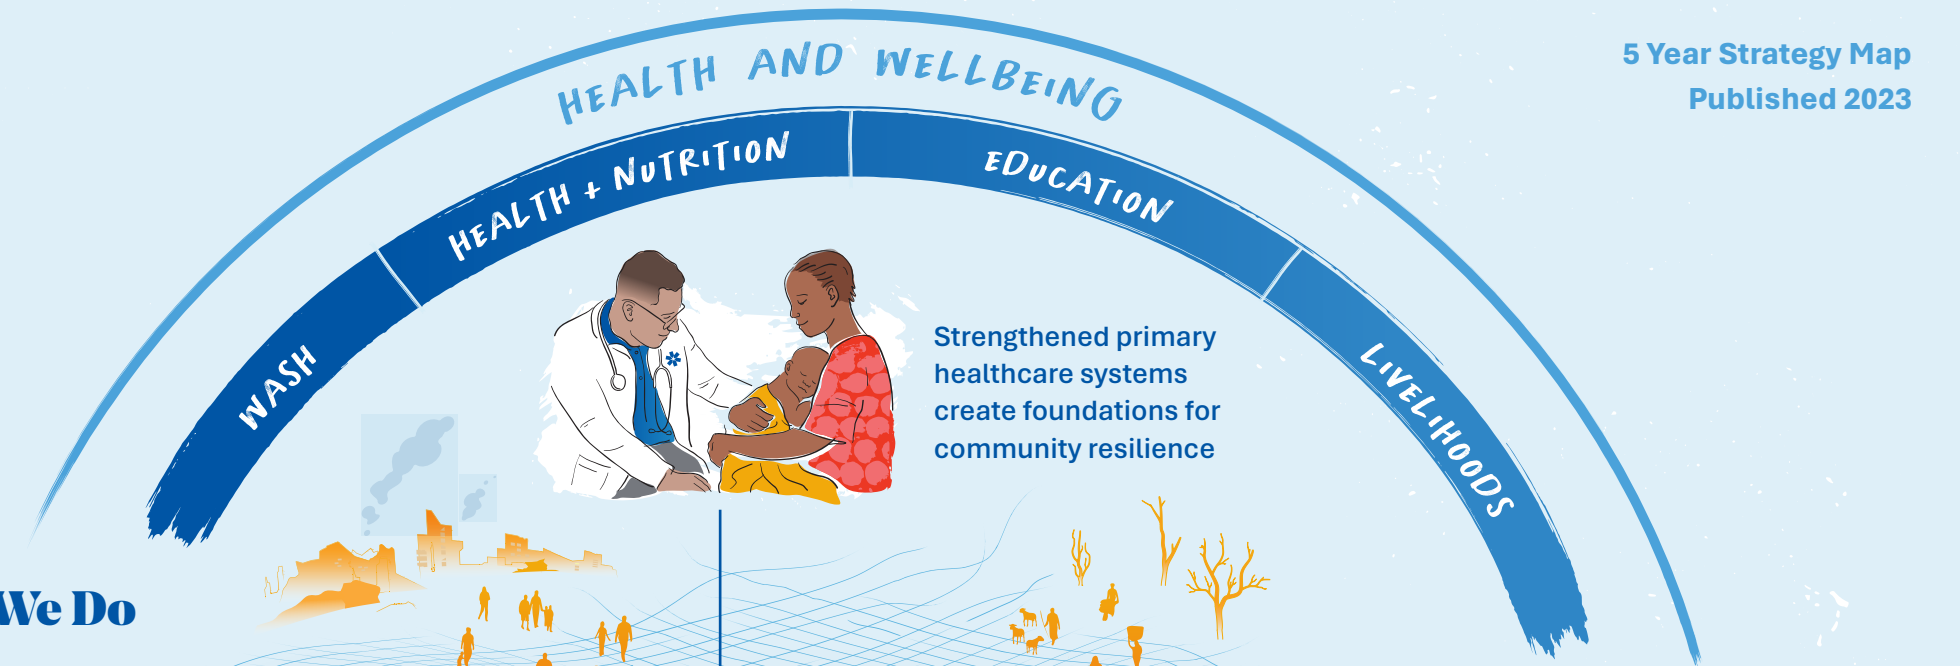 HEALTH AND WELLBEING
5 Year Strategy Map
Published 2023
WASH
HEALTH + NUTRITION
EDUCATION
LIVELIHOODS
Strengthened primary
healthcare systems
create foundations for
community resilience
We Do